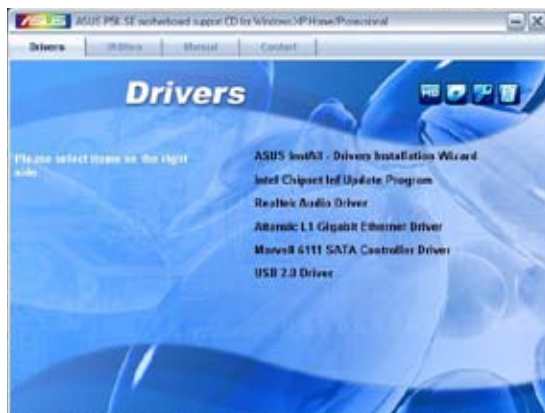 ASUS ASUS P5K SE motherboard support CD for Windows XP Home/Professional
Drivers Utilities Manual Contact
Drivers
Please select items on the right
side.
ASUS InstAll - Drivers Installation Wizard
Intel Chipset Inf Update Program
Realtek Audio Driver
Attansic L1 Gigabit Ethernet Driver
Marvell 6111 SATA Controller Driver
USB 2.0 Driver